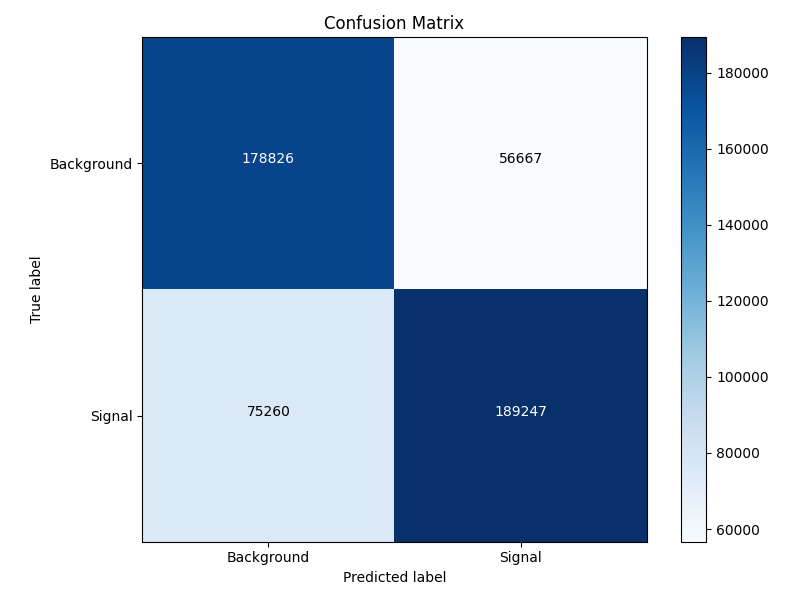 Confusion Matrix
180000
160000
140000
120000
100000
80000
60000
Background
178826
56667
True label
Signal
75260
189247
Background
Signal
Predicted label